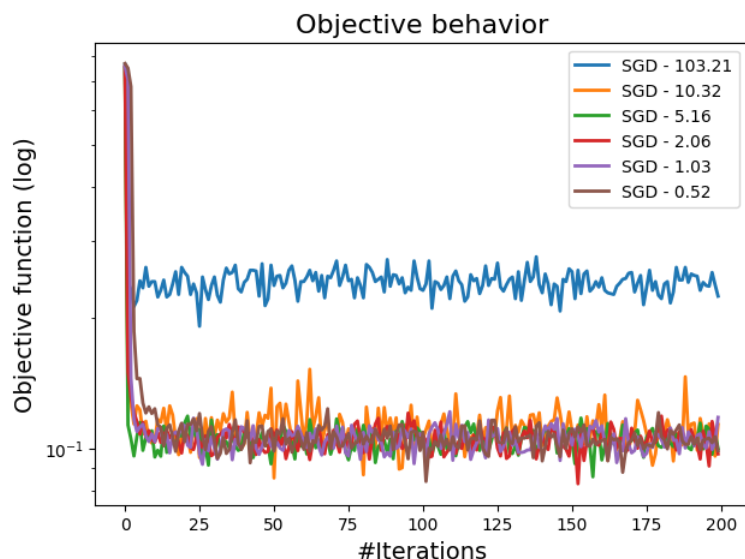 Objective behavior
Objective function (log)
10⁻¹
SGD - 103.21
SGD - 10.32
SGD - 5.16
SGD - 2.06
SGD - 1.03
SGD - 0.52
0 25 50 75 100 125 150 175 200
#Iterations